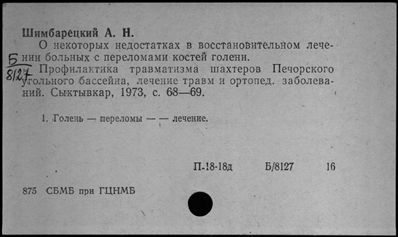 Шимбарецкий А. Н.
О некоторых недостатках в восстановительном лече-
нии больных с переломами костей голени.
Б
8127
Профилактика травматизма шахтеров Печорского
угольного бассейна, лечение травм и ортопед. заболева-
ний. Сыктывкар, 1973, с. 68—69.
1. Голень — переломы — — лечение.
П-18-18д Б/8127 16
875 СБМБ при ГЦНМБ